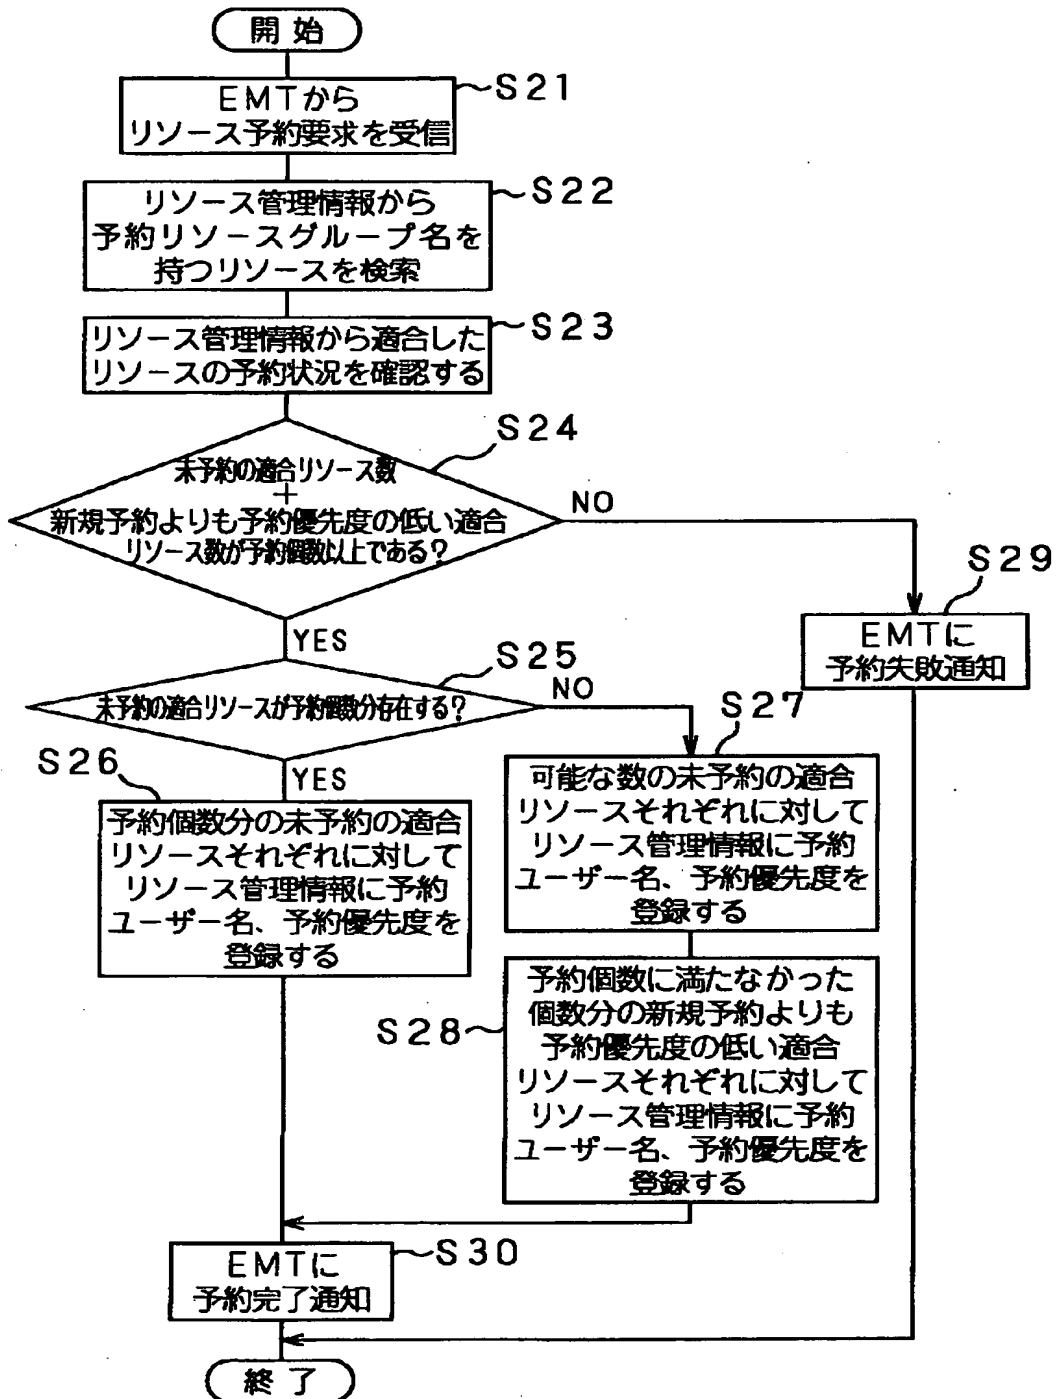 開始
S21
EMTから
リソース予約要求を受信
S22
リソース管理情報から
予約リソースグループ名を
持つリソースを検索
S23
リソース管理情報から適合した
リソースの予約状況を確認する
S24
未予約の適合リソース数
+
新規予約よりも予約優先度の低い適合
リソース数が予約個数以上である?
NO
YES
S29
EMTに
予約失敗通知
S25
未予約の適合リソースが予約個数分存在する?
NO
YES
S26
予約個数分の未予約の適合
リソースそれぞれに対して
リソース管理情報に予約
ユーザー名、予約優先度を
登録する
S27
可能な数の未予約の適合
リソースそれぞれに対して
リソース管理情報に予約
ユーザー名、予約優先度を
登録する
S28
予約個数に満たなかった
個数分の新規予約よりも
予約優先度の低い適合
リソースそれぞれに対して
リソース管理情報に予約
ユーザー名、予約優先度を
登録する
S30
EMTに
予約完了通知
終了